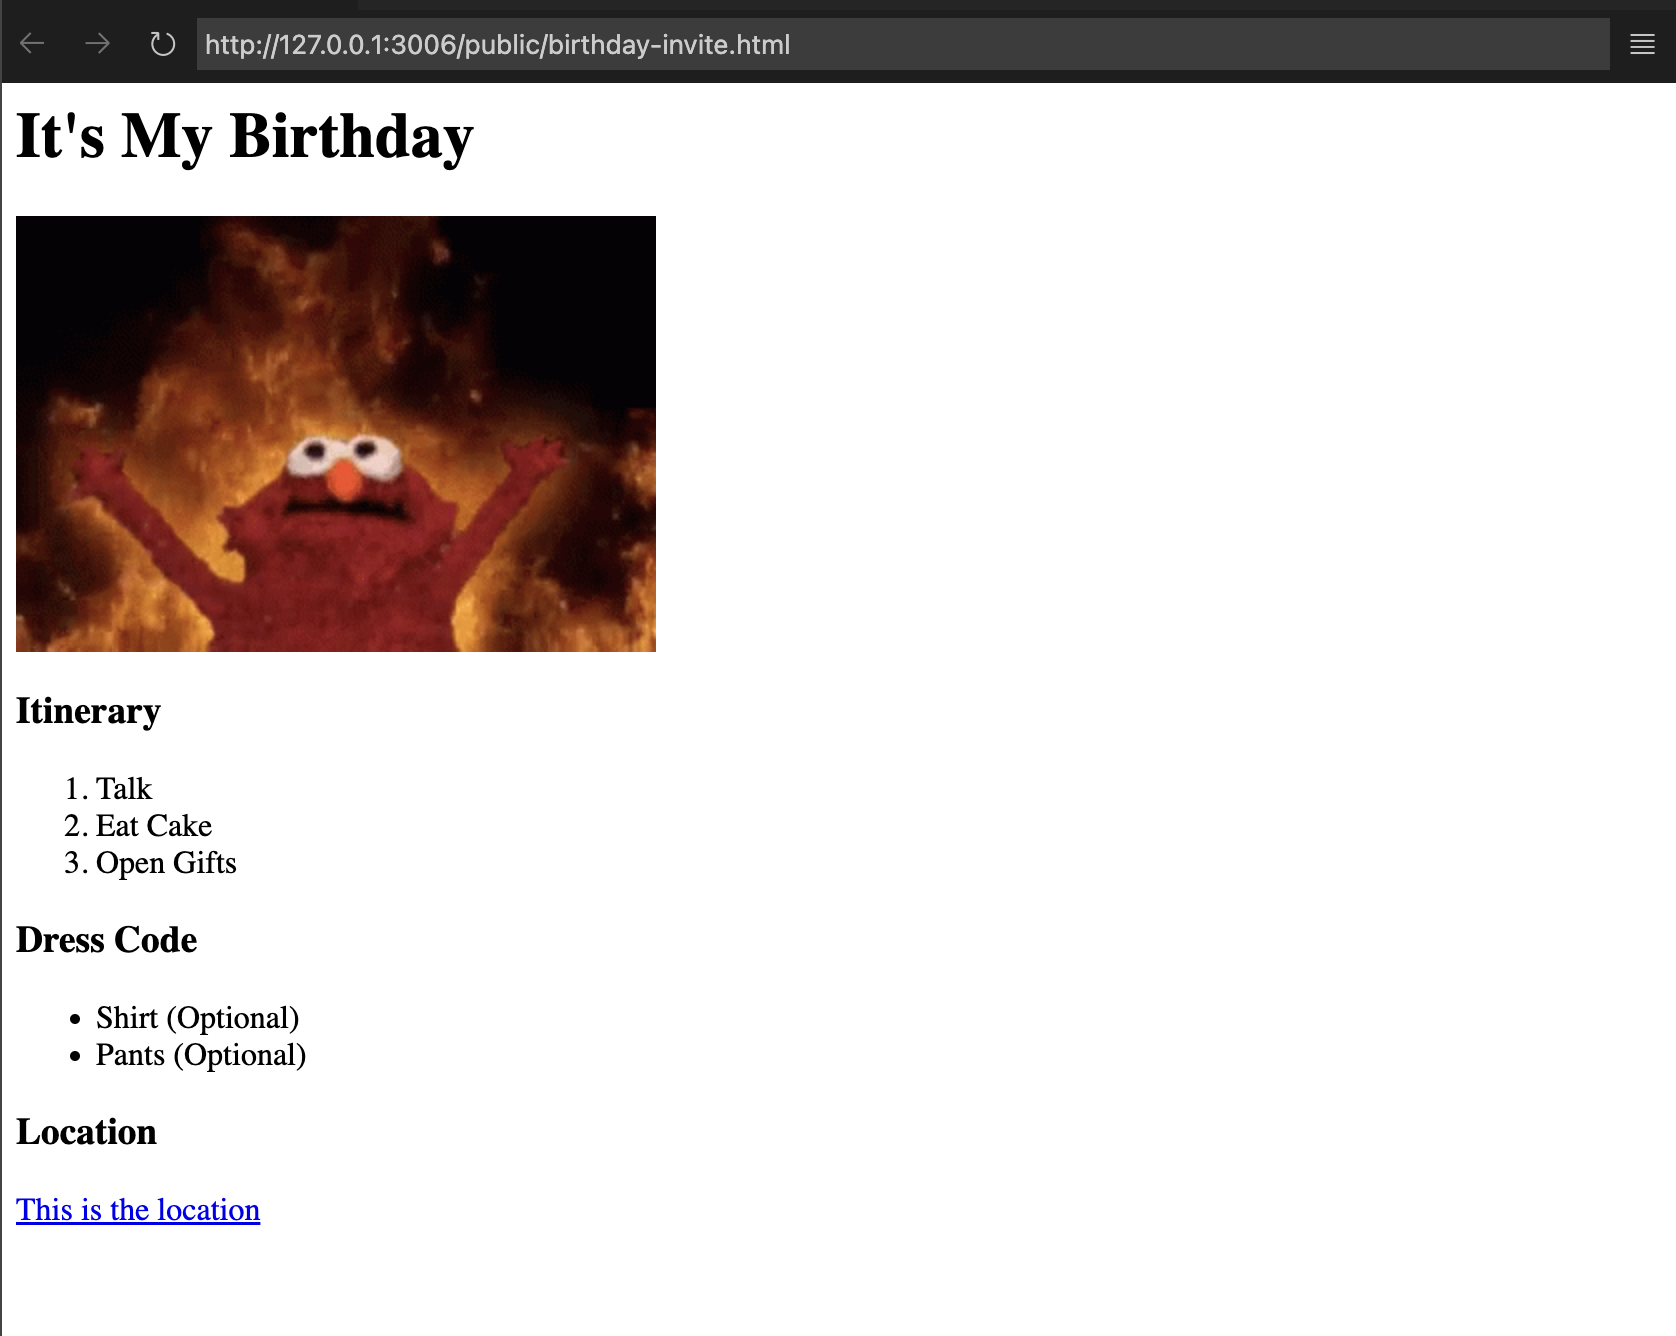 http://127.0.0.1:3006/public/birthday-invite.html
It's My Birthday
Itinerary
1. Talk
2. Eat Cake
3. Open Gifts
Dress Code
• Shirt (Optional)
• Pants (Optional)
Location
This is the location